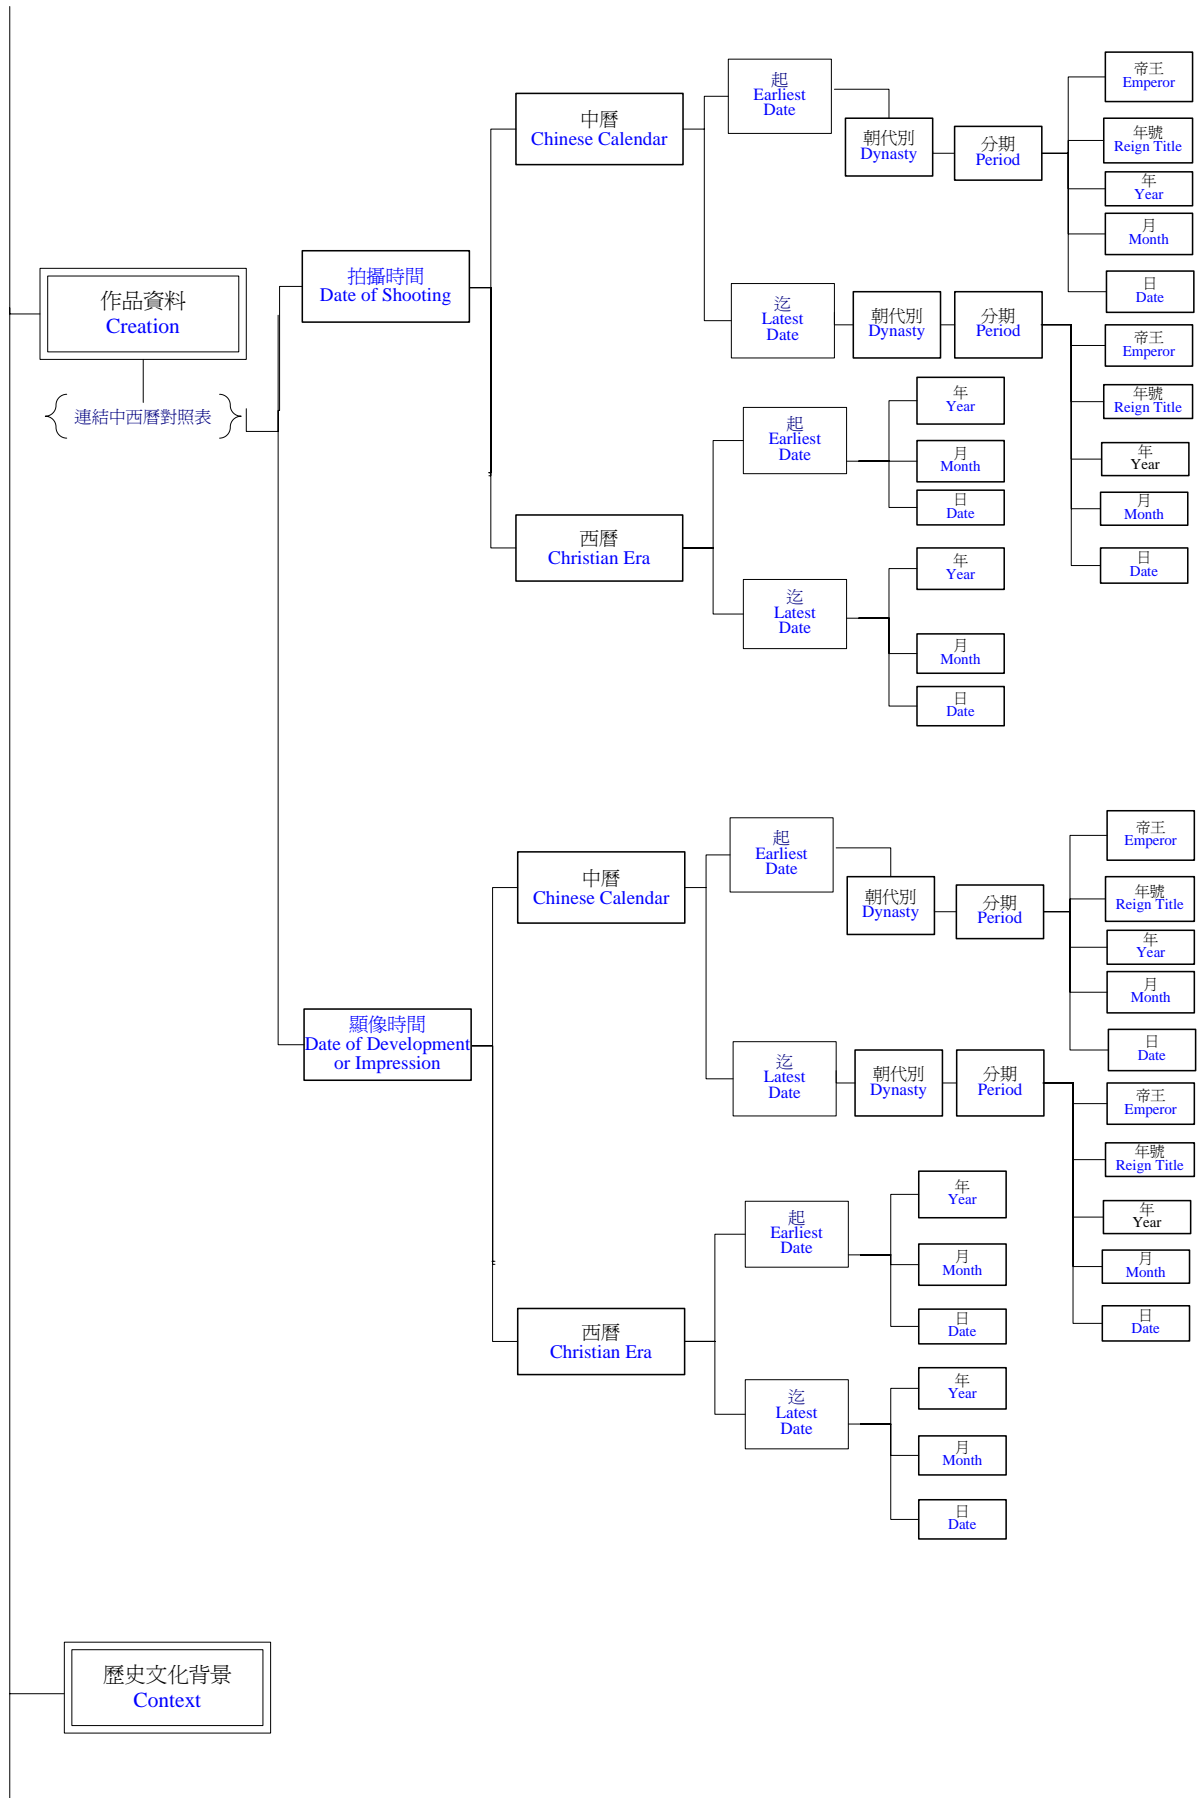 作品資料
Creation
連結中西曆對照表
拍攝時間
Date of Shooting
中曆
Chinese Calendar
起
Earliest
Date
朝代別
Dynasty
分期
Period
帝王
Emperor
年號
Reign Title
年
Year
月
Month
日
Date
迄
Latest
Date
朝代別
Dynasty
分期
Period
帝王
Emperor
年號
Reign Title
年
Year
月
Month
日
Date
西曆
Christian Era
起
Earliest
Date
年
Year
月
Month
日
Date
迄
Latest
Date
年
Year
月
Month
日
Date
顯像時間
Date of Development
or Impression
中曆
Chinese Calendar
起
Earliest
Date
朝代別
Dynasty
分期
Period
帝王
Emperor
年號
Reign Title
年
Year
月
Month
日
Date
迄
Latest
Date
朝代別
Dynasty
分期
Period
帝王
Emperor
年號
Reign Title
年
Year
月
Month
日
Date
西曆
Christian Era
起
Earliest
Date
年
Year
月
Month
日
Date
迄
Latest
Date
年
Year
月
Month
日
Date
歷史文化背景
Context